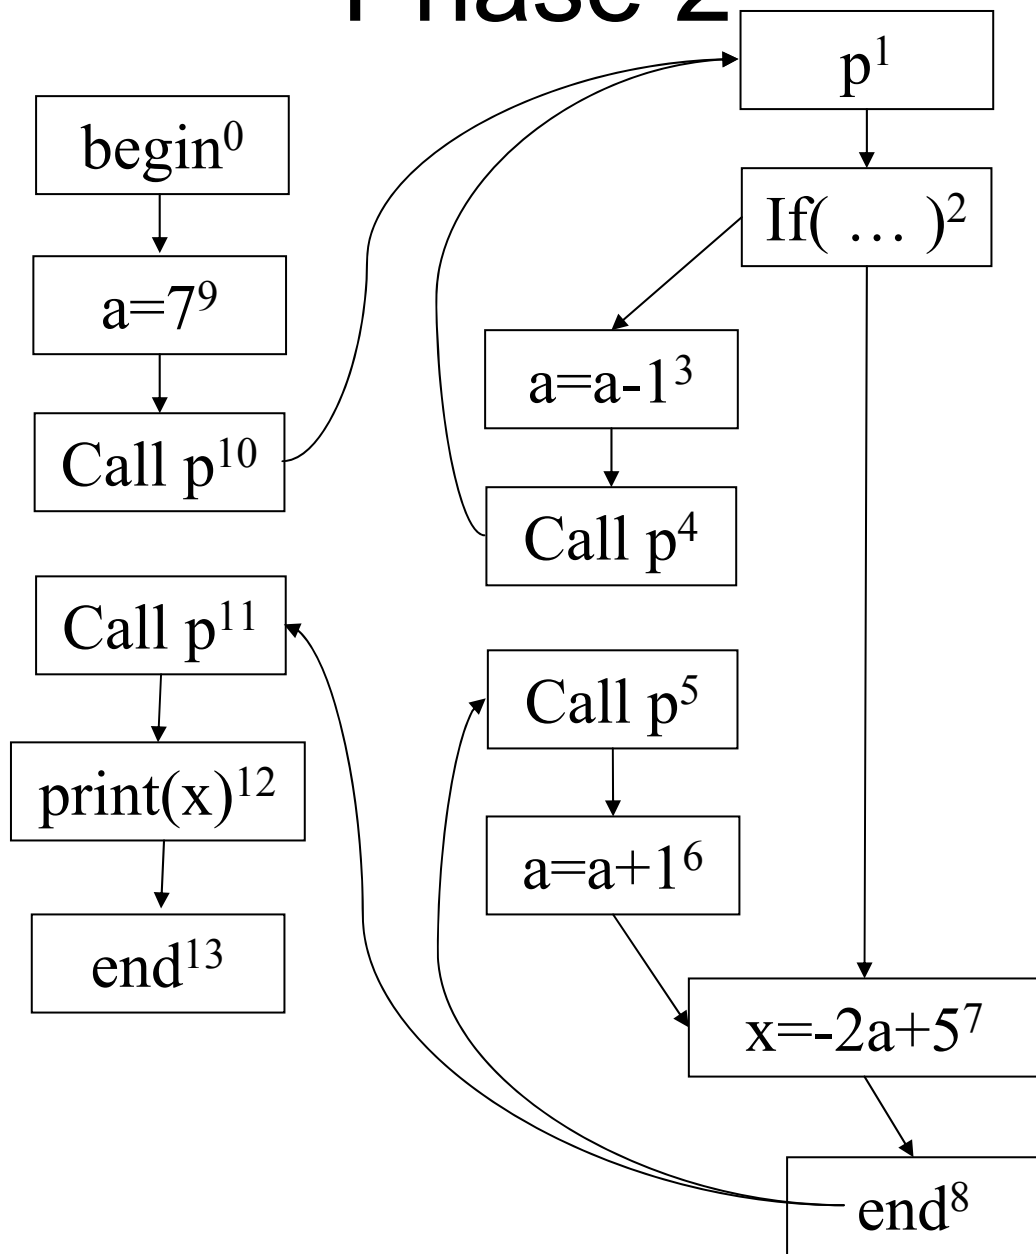 Phase 2
begin⁰
a=7⁹
Call p¹⁰
Call p¹¹
print(x)¹²
end¹³
p¹
If( … )²
a=a-1³
Call p⁴
Call p⁵
a=a+1⁶
x=-2a+5⁷
end⁸